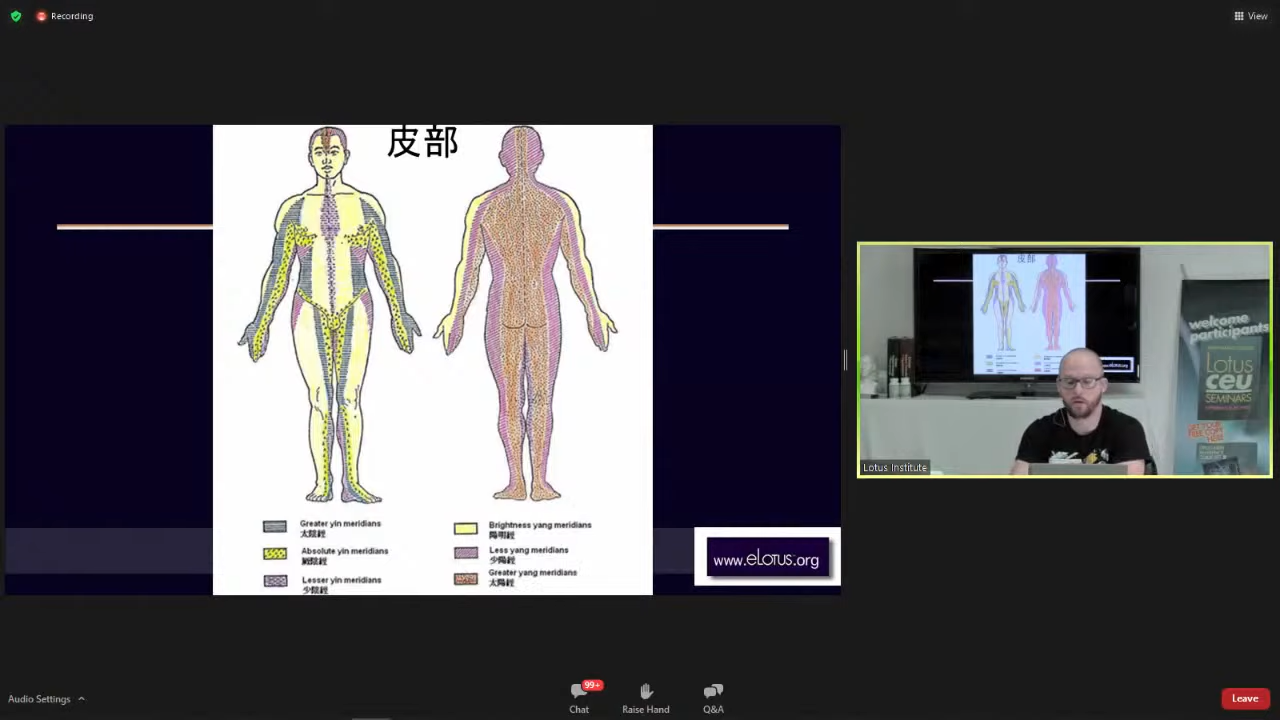 Recording
View
皮部
Greater yin meridians
太陰經
Absolute yin meridians
厥陰經
Lesser yin meridians
少陰經
Brightness yang meridians
陽明經
Less yang meridians
少陽經
Greater yang meridians
太陽經
www.eLotus.org
皮部
welcome
participants
Lotus
ceu
SEMINARS
Lotus Institute
Audio Settings
99+
Chat
Raise Hand
Q&A
Leave